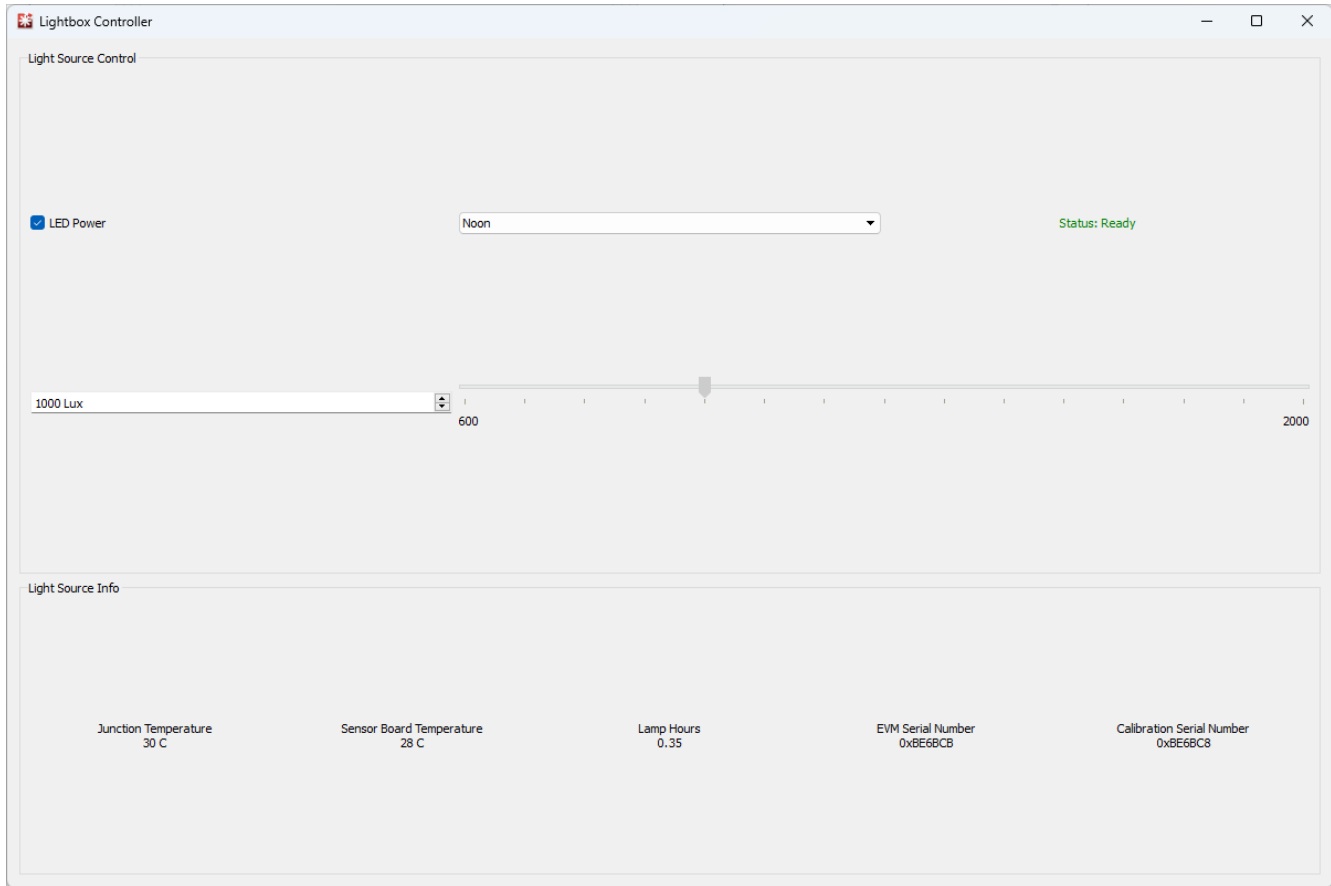 Lightbox Controller
Light Source Control
LED Power
Noon
Status: Ready
1000 Lux
600
2000
Light Source Info
Junction Temperature
30 C
Sensor Board Temperature
28 C
Lamp Hours
0.35
EVM Serial Number
0xBE6BCB
Calibration Serial Number
0xBE6BC8